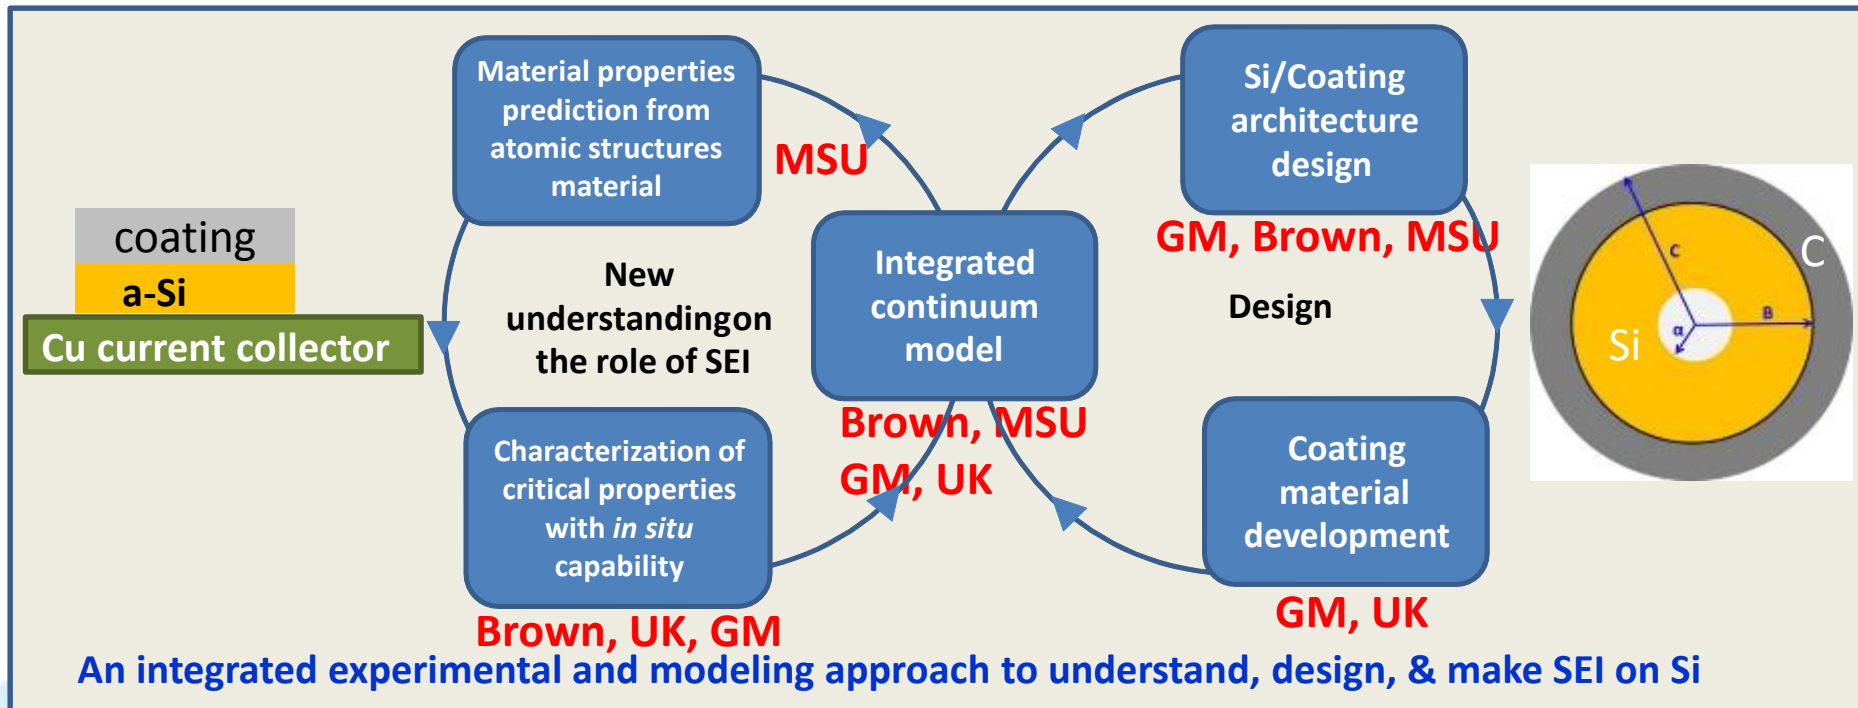 Material properties
prediction from
atomic structures
material
MSU
Si/Coating
architecture
design
GM, Brown, MSU
coating
a-Si
Cu current collector
New
understandingon
the role of SEI
Integrated
continuum
model
Brown, MSU
GM, UK
Design
C
C
B
α
Si
Characterization of
critical properties
with in situ
capability
Brown, UK, GM
Coating
material
development
GM, UK
An integrated experimental and modeling approach to understand, design, & make SEI on Si